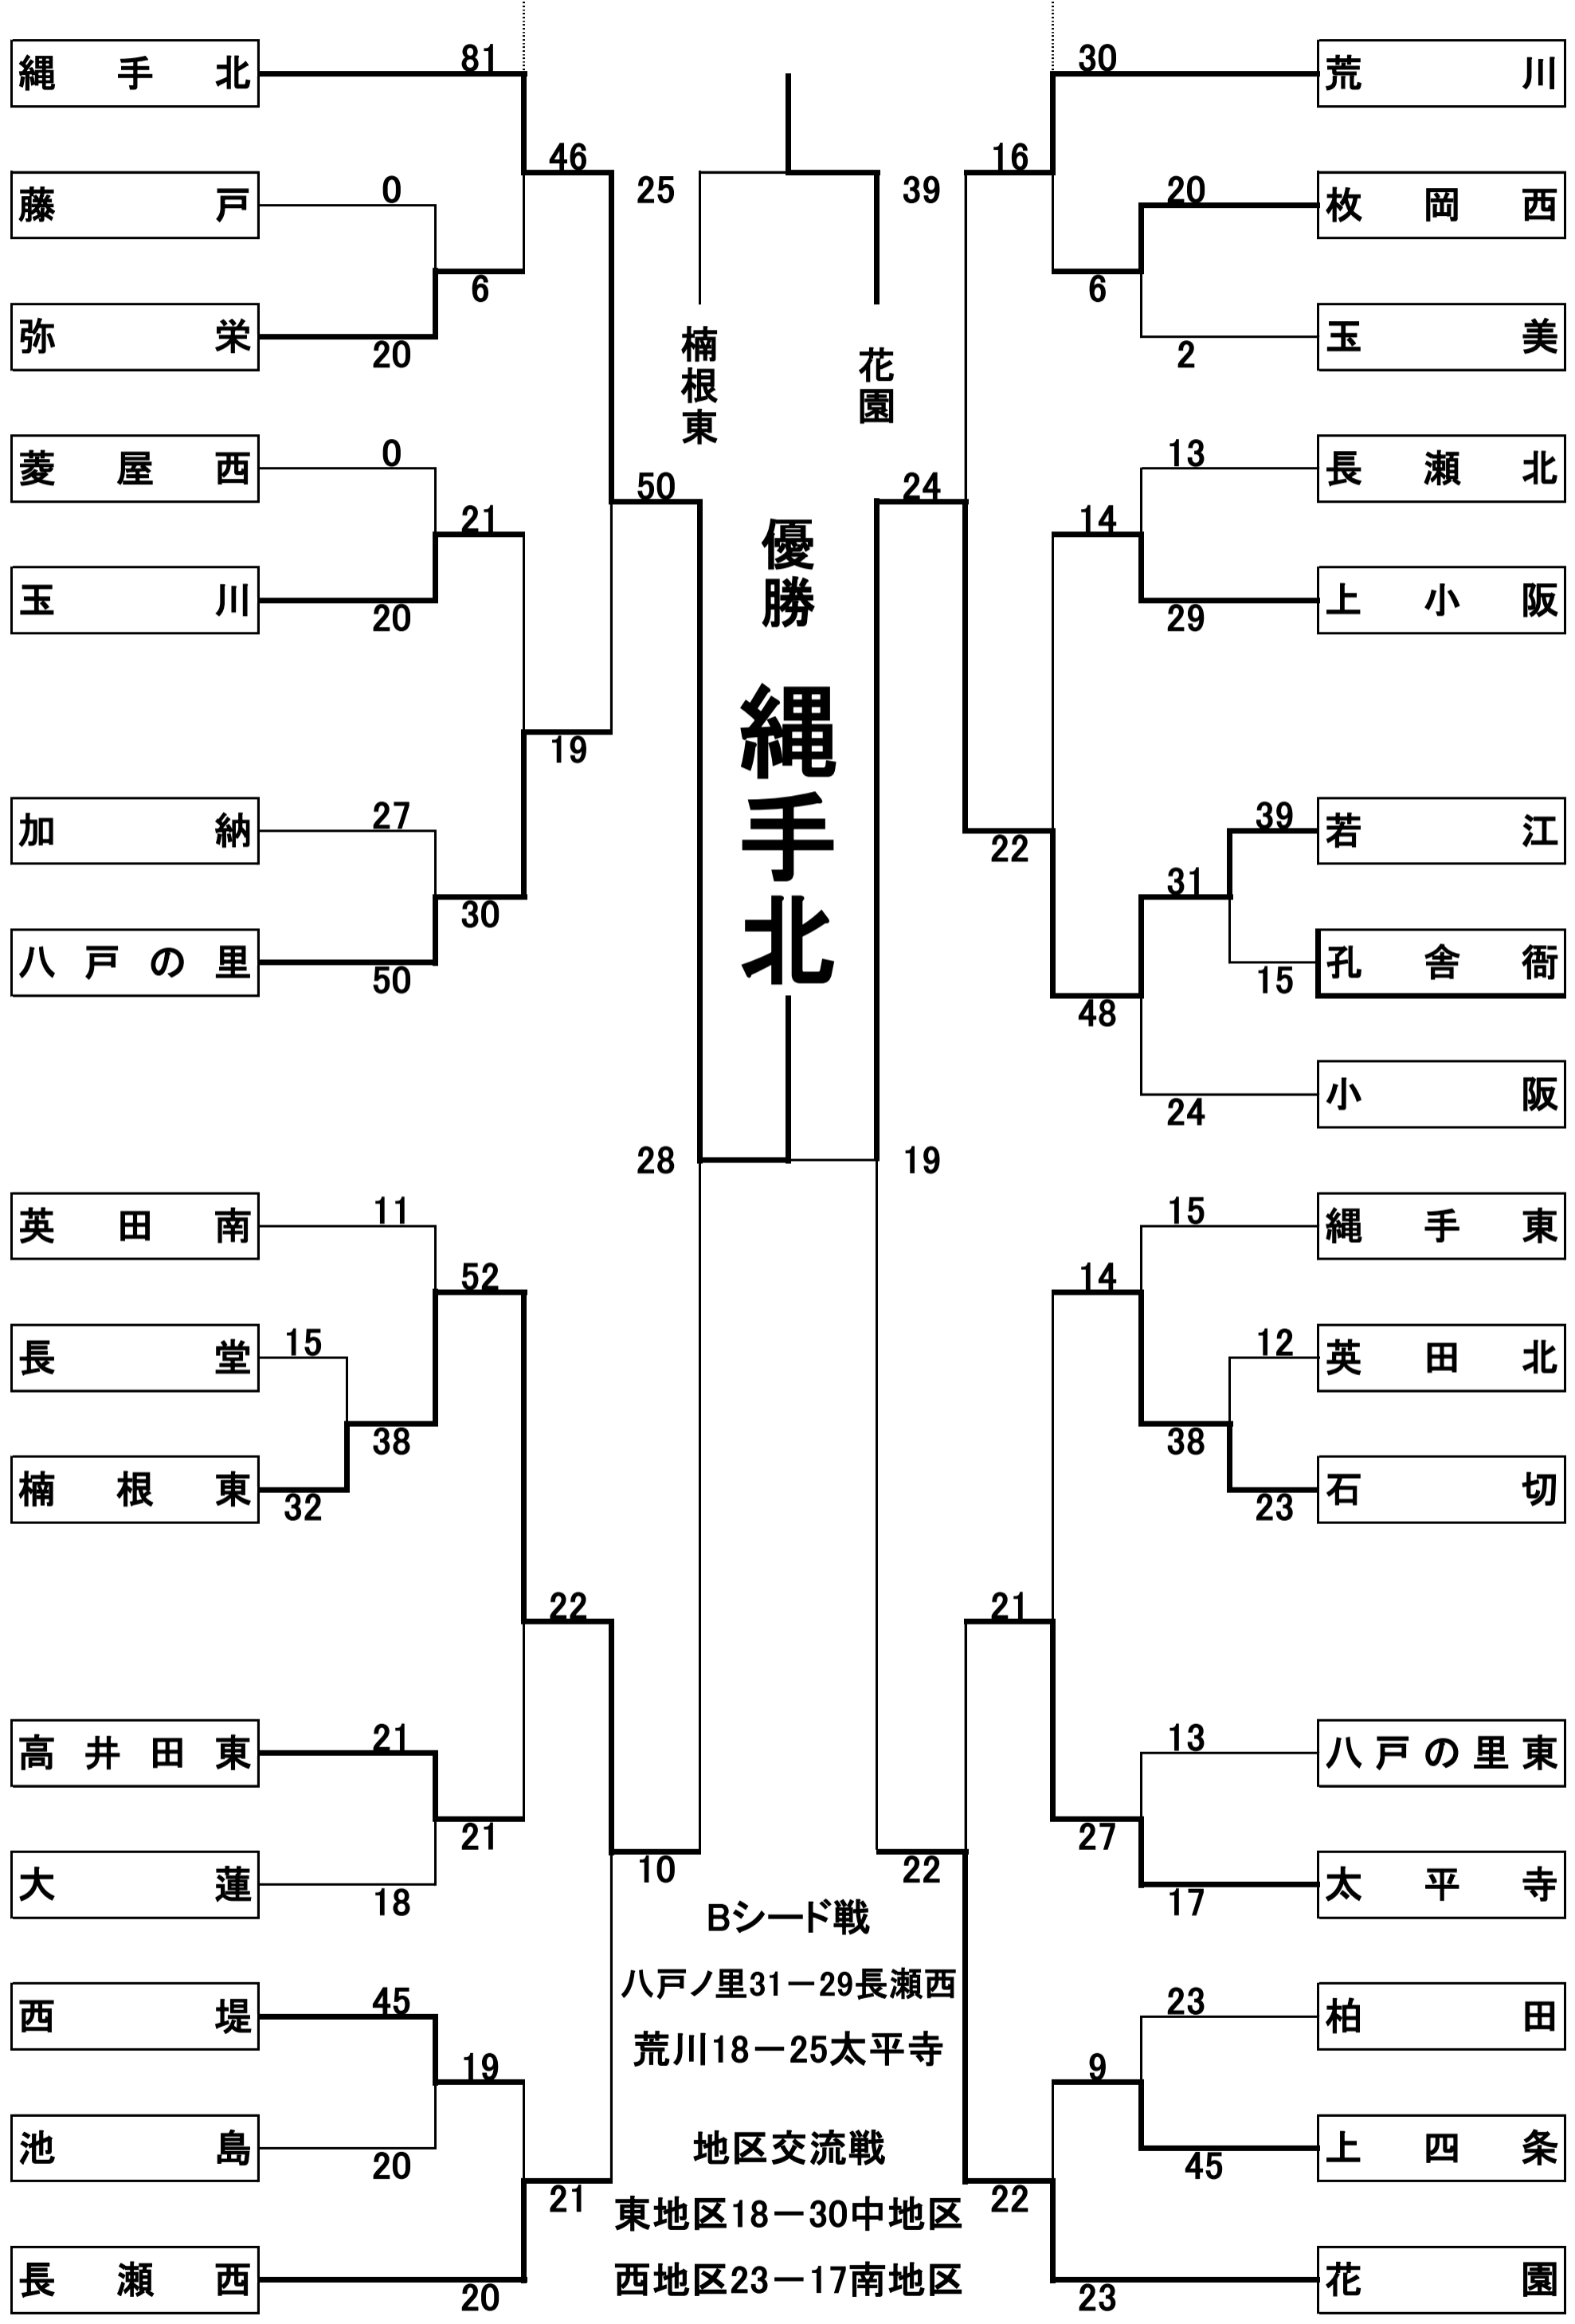 縄手北 81 30 荒川
46 16
藤戸 0 25 39 20 枚岡西
6 6
弥栄 20 2 玉美
楠根東 花園
菱屋西 0 13 長瀬北
50 24
21 14
優勝
玉川 20 29 上小阪
縄手北
19
加納 27 39 若江
22
31
30
八戸の里 50 15 孔舎衙
48
24 小阪
28 19
英田南 11 15 縄手東
52 14
長堂 15 12 英田北
38 38
楠根東 32 23 石切
22 21
高井田東 21 13 八戸の里東
21 27
10 22
大蓮 18 17 太平寺
Bシード戦
八戸ノ里31－29長瀬西
西堤 45 23 柏田
荒川18－25太平寺
19 9
池島 20 45 上四条
地区交流戦
21 22
東地区18－30中地区
西地区23－17南地区
長瀬西 20 23 花園